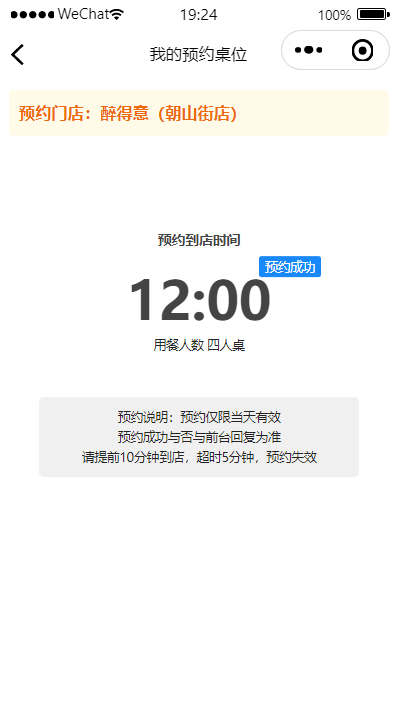 WeChat 19:24 100%
我的预约桌位
预约门店：醉得意（朝山街店）
预约到店时间
预约成功
12:00
用餐人数 四人桌
预约说明：预约仅限当天有效
预约成功与否与前台回复为准
请提前10分钟到店，超时5分钟，预约失效